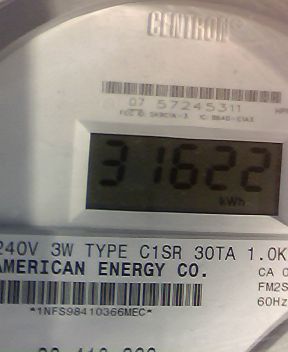 CENTRON®
07 57245311
31622
kWh
240V 3W TYPE C1SR 30TA 1.0K
AMERICAN ENERGY CO.
CA 0
FM2S
60Hz
*1NFS98410366MEC*